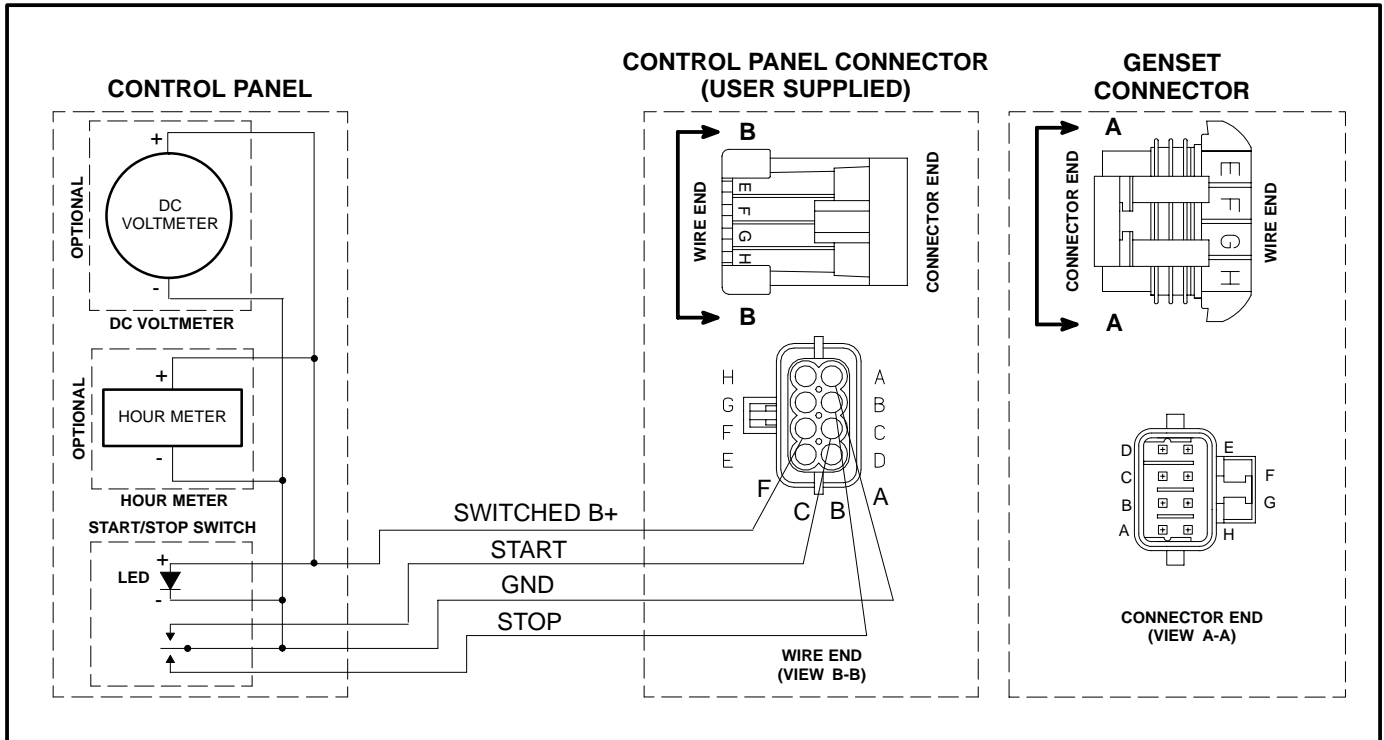 CONTROL PANEL
OPTIONAL
+
DC
VOLTMETER
-
DC VOLTMETER
OPTIONAL
+
HOUR METER
-
HOUR METER
START/STOP SWITCH
+
LED
-
SWITCHED B+
START
GND
STOP
CONTROL PANEL CONNECTOR
(USER SUPPLIED)
B
WIRE END
E
F
G
H
CONNECTOR END
B
H
G
F
E
A
B
C
D
F
C
B
A
WIRE END
(VIEW B-B)
GENSET
CONNECTOR
A
CONNECTOR END
E
F
G
H
WIRE END
A
D
C
B
A
E
F
G
H
CONNECTOR END
(VIEW A-A)